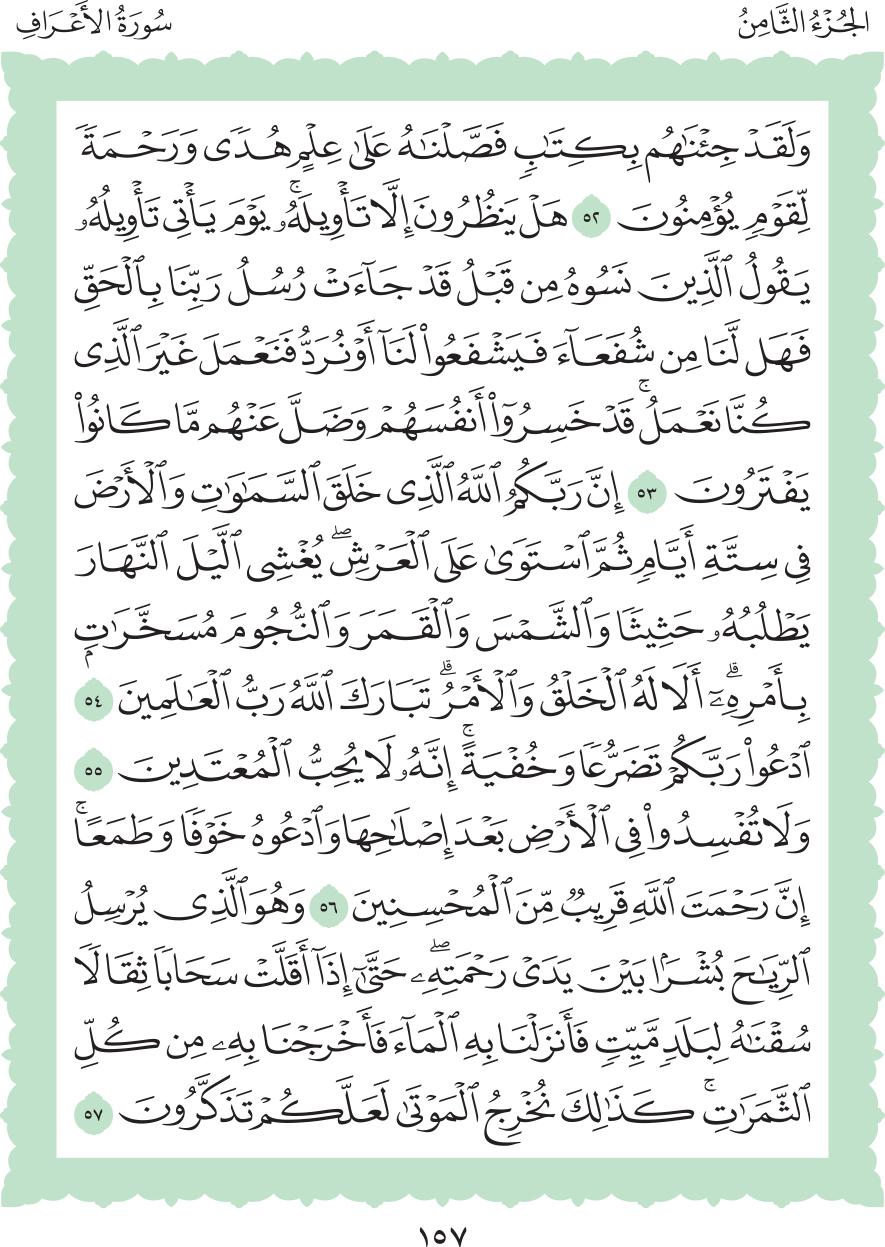 الجُزْءُ الثَّامِنُ
سُورَةُ الأَعْرَافِ
وَلَقَدْ جِئْنَٰهُم بِكِتَٰبٖ فَصَّلْنَٰهُ عَلَىٰ عِلْمٍ هُدٗى وَرَحْمَةٗ
لِّقَوْمٖ يُؤْمِنُونَ ٥٢ هَلْ يَنظُرُونَ إِلَّا تَأْوِيلَهُۥۚ يَوْمَ يَأْتِى تَأْوِيلُهُۥ
يَقُولُ ٱلَّذِينَ نَسُوهُ مِن قَبْلُ قَدْ جَآءَتْ رُسُلُ رَبِّنَا بِٱلْحَقِّ
فَهَل لَّنَا مِن شُفَعَآءَ فَيَشْفَعُوا۟ لَنَآ أَوْ نُرَدُّ فَنَعْمَلَ غَيْرَ ٱلَّذِى
كُنَّا نَعْمَلُۚ قَدْ خَسِرُوٓا۟ أَنفُسَهُمْ وَضَلَّ عَنْهُم مَّا كَانُوا۟
يَفْتَرُونَ ٥٣ إِنَّ رَبَّكُمُ ٱللَّهُ ٱلَّذِى خَلَقَ ٱلسَّمَٰوَٰتِ وَٱلْأَرْضَ
فِى سِتَّةِ أَيَّامٖ ثُمَّ ٱسْتَوَىٰ عَلَى ٱلْعَرْشِۖ يُغْشِى ٱلَّيْلَ ٱلنَّهَارَ
يَطْلُبُهُۥ حَثِيثٗا وَٱلشَّمْسَ وَٱلْقَمَرَ وَٱلنُّجُومَ مُسَخَّرَٰتِۭ
بِأَمْرِهِۦٓۗ أَلَا لَهُ ٱلْخَلْقُ وَٱلْأَمْرُۗ تَبَارَكَ ٱللَّهُ رَبُّ ٱلْعَٰلَمِينَ ٥٤
ٱدْعُوا۟ رَبَّكُمْ تَضَرُّعٗا وَخُفْيَةًۚ إِنَّهُۥ لَا يُحِبُّ ٱلْمُعْتَدِينَ ٥٥
وَلَا تُفْسِدُوا۟ فِى ٱلْأَرْضِ بَعْدَ إِصْلَٰحِهَا وَٱدْعُوهُ خَوْفٗا وَطَمَعًاۚ
إِنَّ رَحْمَتَ ٱللَّهِ قَرِيبٞ مِّنَ ٱلْمُحْسِنِينَ ٥٦ وَهُوَ ٱلَّذِى يُرْسِلُ
ٱلرِّيَٰحَ بُشْرَۢا بَيْنَ يَدَىْ رَحْمَتِهِۦۖ حَتَّىٰٓ إِذَآ أَقَلَّتْ سَحَابٗا ثِقَالٗا
سُقْنَٰهُ لِبَلَدٖ مَّيِّتٖ فَأَنزَلْنَا بِهِ ٱلْمَآءَ فَأَخْرَجْنَا بِهِۦ مِن كُلِّ
ٱلثَّمَرَٰتِۚ كَذَٰلِكَ نُخْرِجُ ٱلْمَوْتَىٰ لَعَلَّكُمْ تَذَكَّرُونَ ٥٧
١٥٧